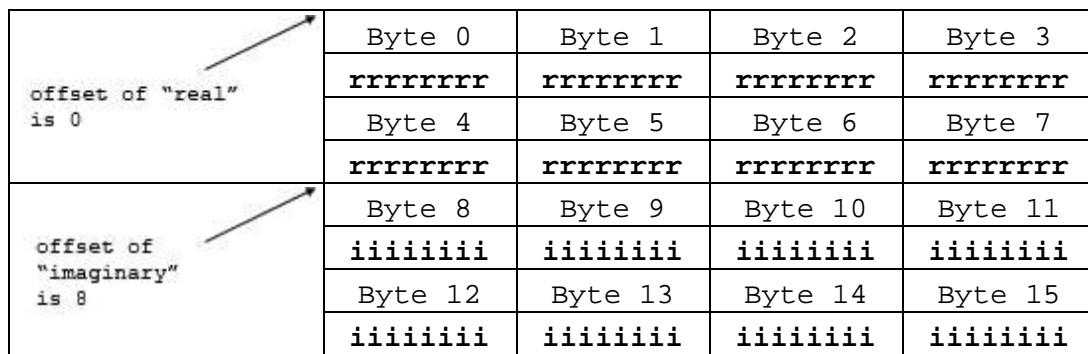 Byte 0 Byte 1 Byte 2 Byte 3
rrrrrrrr rrrrrrrr rrrrrrrr rrrrrrrr
offset of “real”
is 0
Byte 4 Byte 5 Byte 6 Byte 7
rrrrrrrr rrrrrrrr rrrrrrrr rrrrrrrr
Byte 8 Byte 9 Byte 10 Byte 11
iiiiiiii iiiiiiii iiiiiiii iiiiiiii
offset of
“imaginary”
is 8
Byte 12 Byte 13 Byte 14 Byte 15
iiiiiiii iiiiiiii iiiiiiii iiiiiiii